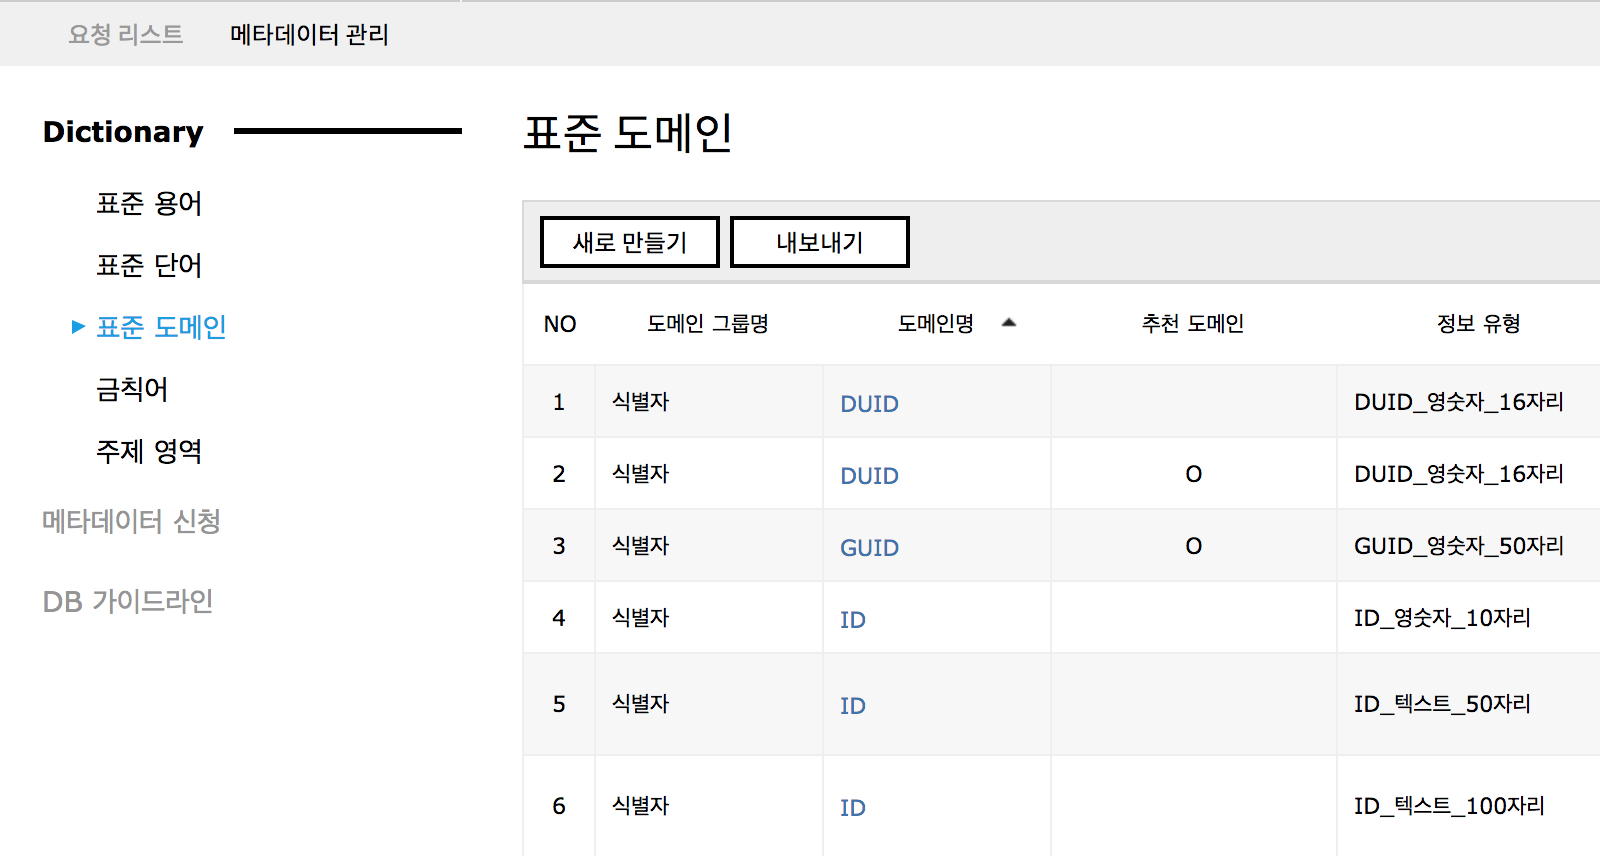 요청 리스트 메타데이터 관리
Dictionary
표준 용어
표준 단어
표준 도메인
금칙어
주제 영역
메타데이터 신청
DB 가이드라인
표준 도메인
새로 만들기 내보내기
NO 도메인 그룹명 도메인명 추천 도메인 정보 유형
1 식별자 DUID DUID_영숫자_16자리
2 식별자 DUID O DUID_영숫자_16자리
3 식별자 GUID O GUID_영숫자_50자리
4 식별자 ID ID_영숫자_10자리
5 식별자 ID ID_텍스트_50자리
6 식별자 ID ID_텍스트_100자리